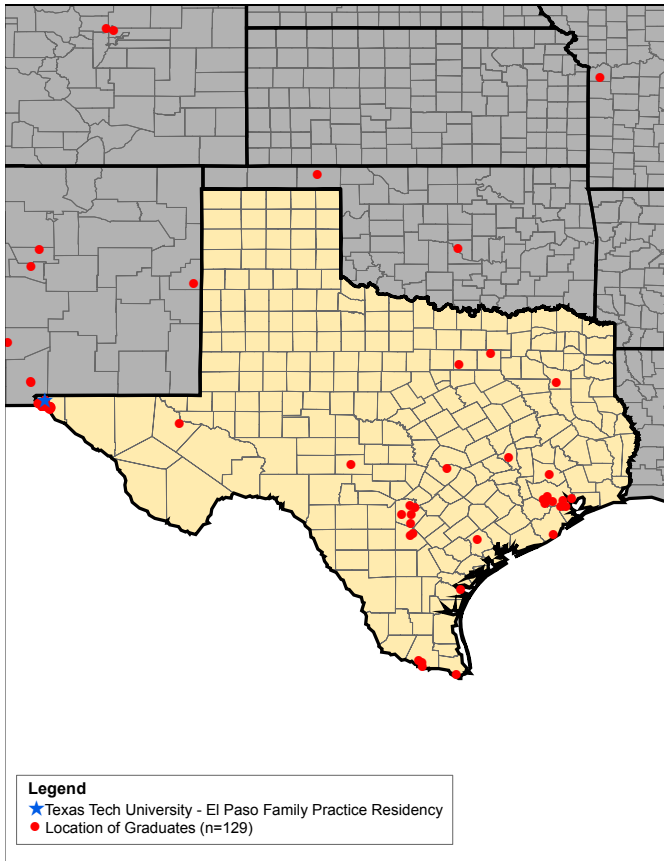 Legend
Texas Tech University - El Paso Family Practice Residency
Location of Graduates (n=129)